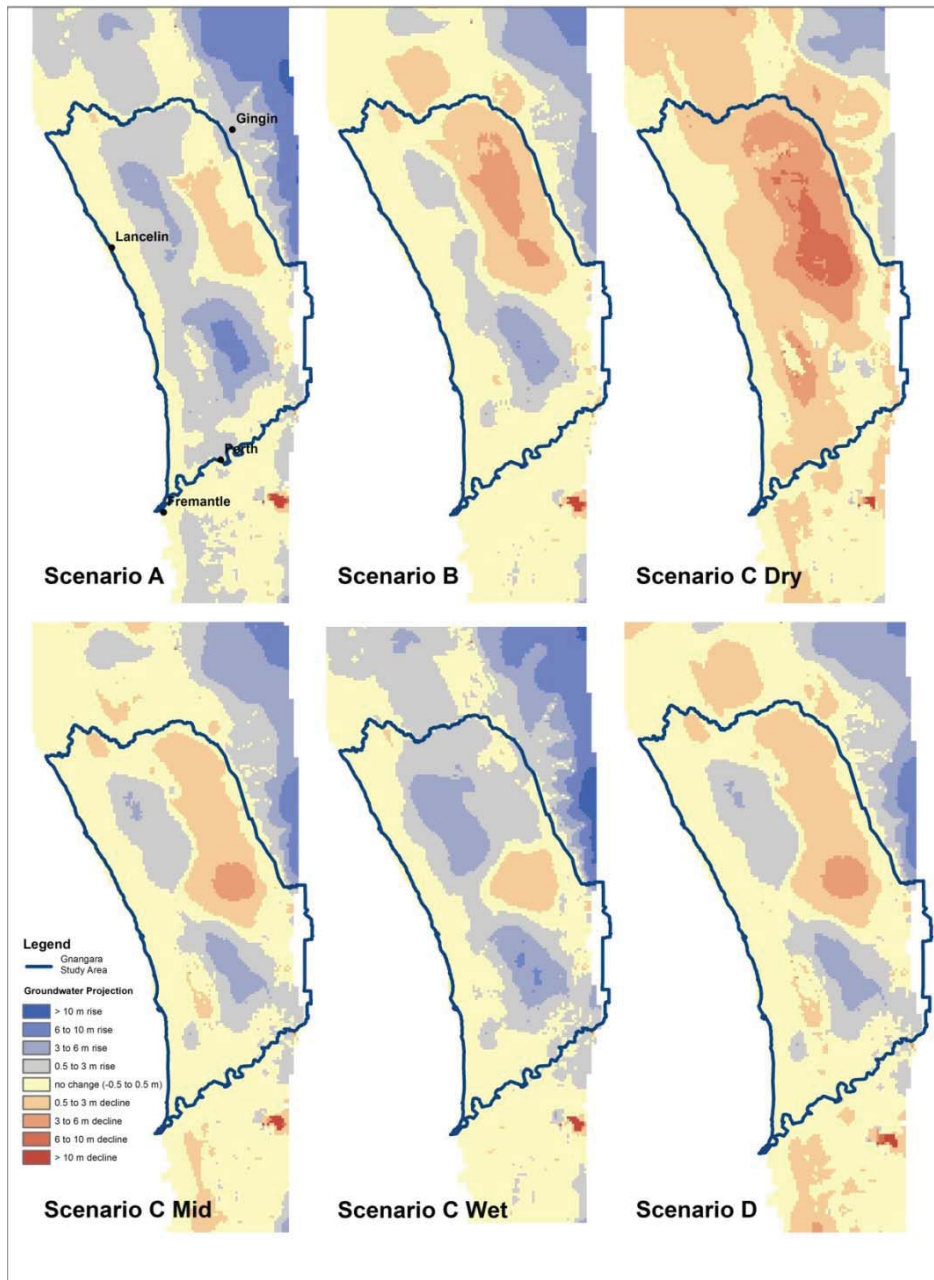 Gingin
Lancelin
Perth
Fremantle
Scenario A
Scenario B
Scenario C Dry
Legend
Gnangara
Study Area
Groundwater Projection
> 10 m rise
6 to 10 m rise
3 to 6 m rise
0.5 to 3 m rise
no change (-0.5 to 0.5 m)
0.5 to 3 m decline
3 to 6 m decline
6 to 10 m decline
> 10 m decline
Scenario C Mid
Scenario C Wet
Scenario D